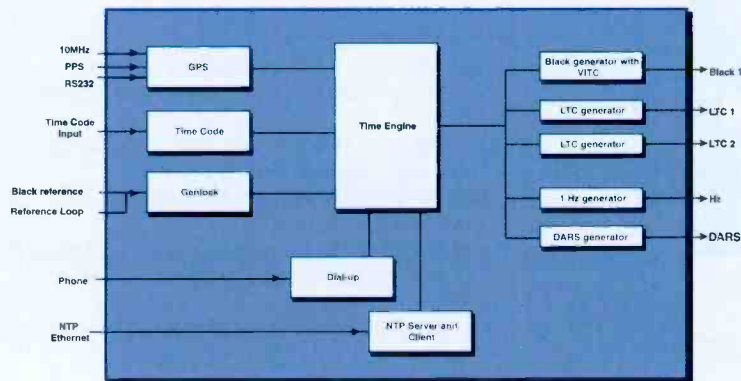 10MHz
PPS
RS232
GPS
Time Code
Input
Time Code
Black reference
Reference Loop
Genlock
Phone
Dial-up
NTP
Ethernet
NTP Server and
Client
Time Engine
Black generator with
VITC
Black 1
LTC generator
LTC 1
LTC generator
LTC 2
1 Hz generator
Hz
DARS generator
DARS